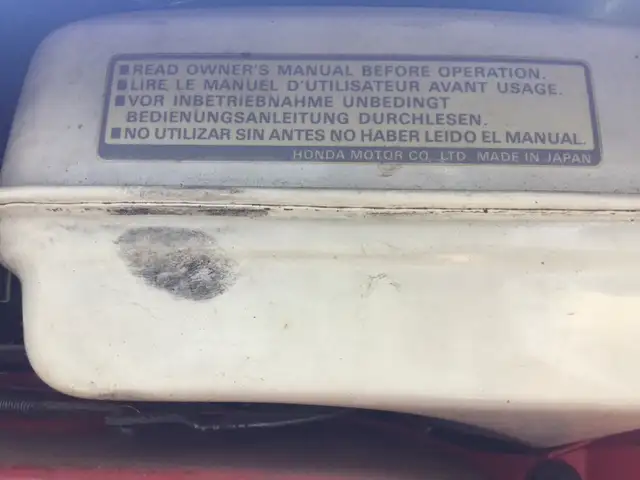 ■READ OWNER'S MANUAL BEFORE OPERATION.
■LIRE LE MANUEL D'UTILISATEUR AVANT USAGE.
■VOR INBETRIEBNAHME UNBEDINGT
BEDIENUNGSANLEITUNG DURCHLESEN.
■NO UTILIZAR SIN ANTES NO HABER LEIDO EL MANUAL.
HONDA MOTOR CO., LTD. MADE IN JAPAN